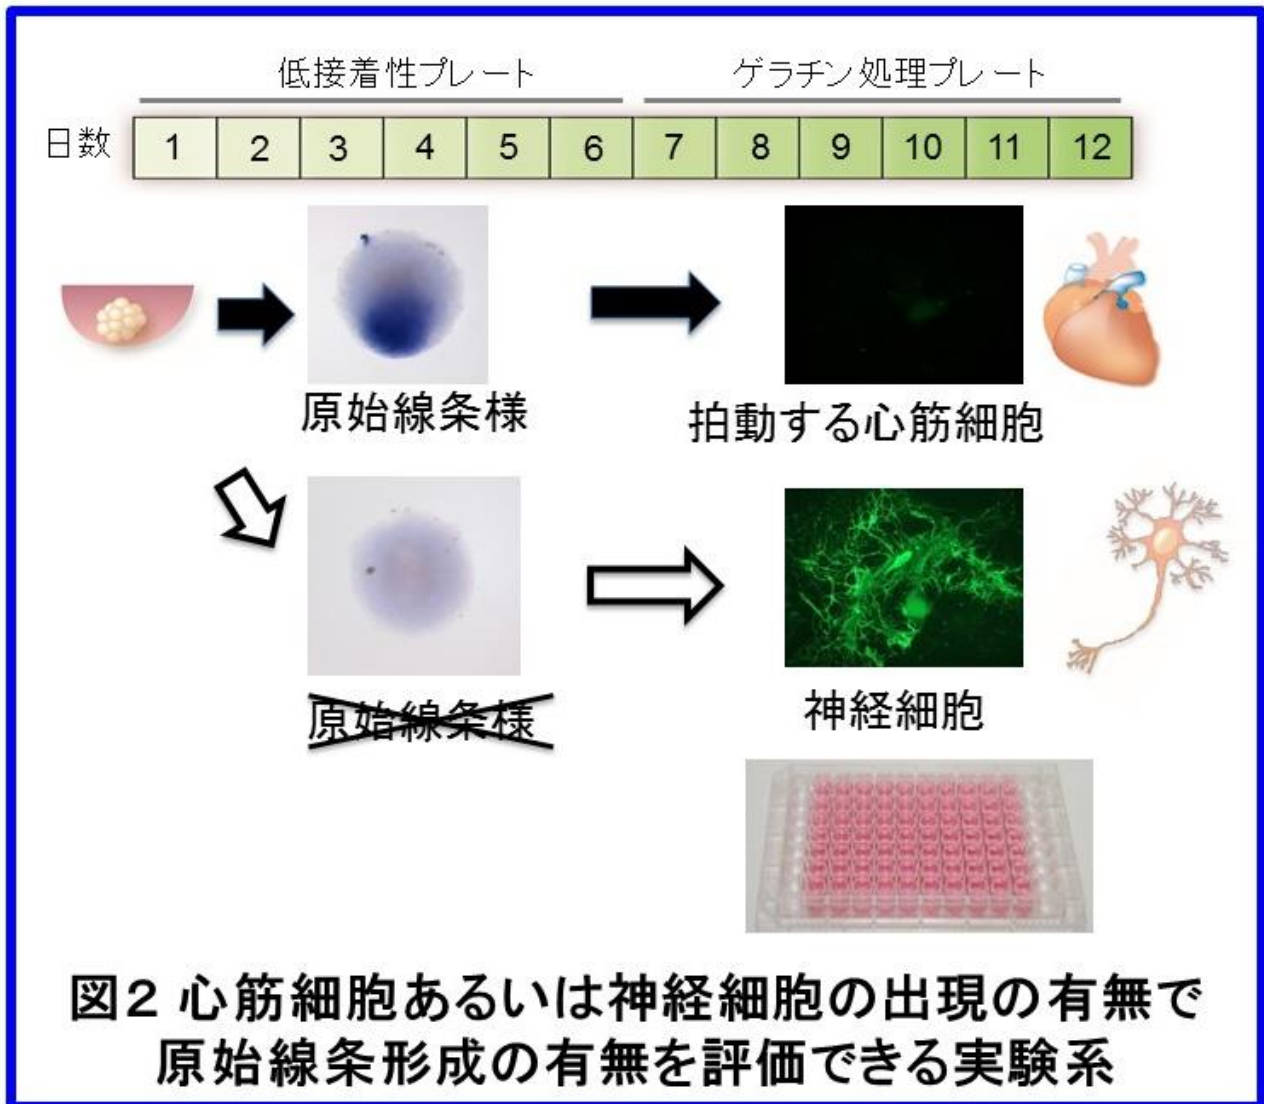 低接着性プレート ゲラチン処理プレート
日数 1 2 3 4 5 6 7 8 9 10 11 12
原始線条様
拍動する心筋細胞
原始線条様
神経細胞
図2 心筋細胞あるいは神経細胞の出現の有無で
原始線条形成の有無を評価できる実験系